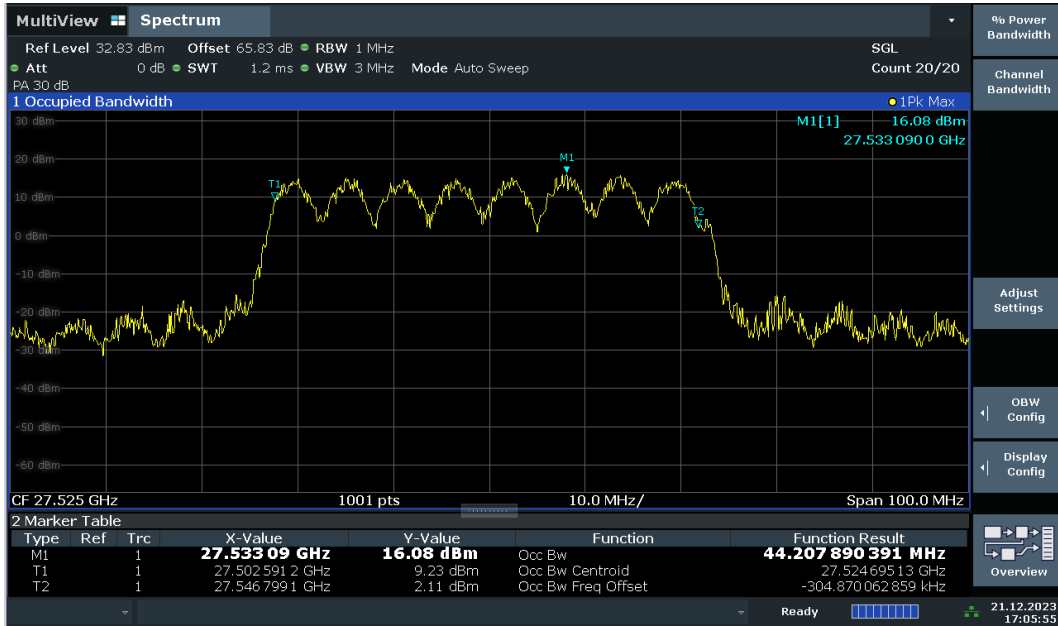 MultiView Spectrum
Ref Level 32.83 dBm Offset 65.83 dB RBW 1 MHz SGL
Att 0 dB SWT 1.2 ms VBW 3 MHz Mode Auto Sweep Count 20/20
PA 30 dB
1 Occupied Bandwidth 1Pk Max
30 dBm
M1[1] 16.08 dBm
27.533 090 0 GHz
20 dBm
M1
T1
10 dBm
T2
0 dBm
-10 dBm
-20 dBm
-30 dBm
-40 dBm
-50 dBm
-60 dBm
CF 27.525 GHz 1001 pts 10.0 MHz/ Span 100.0 MHz
2 Marker Table
Type Ref Trc X-Value Y-Value Function Function Result
M1 1 27.533 09 GHz 16.08 dBm Occ Bw 44.207 890 391 MHz
T1 1 27.502 591 2 GHz 9.23 dBm Occ Bw Centroid 27.524 695 13 GHz
T2 1 27.546 799 1 GHz 2.11 dBm Occ Bw Freq Offset -304.870 062 859 kHz
% Power
Bandwidth
Channel
Bandwidth
Adjust
Settings
OBW
Config
Display
Config
Overview
Ready
21.12.2023
17:05:55